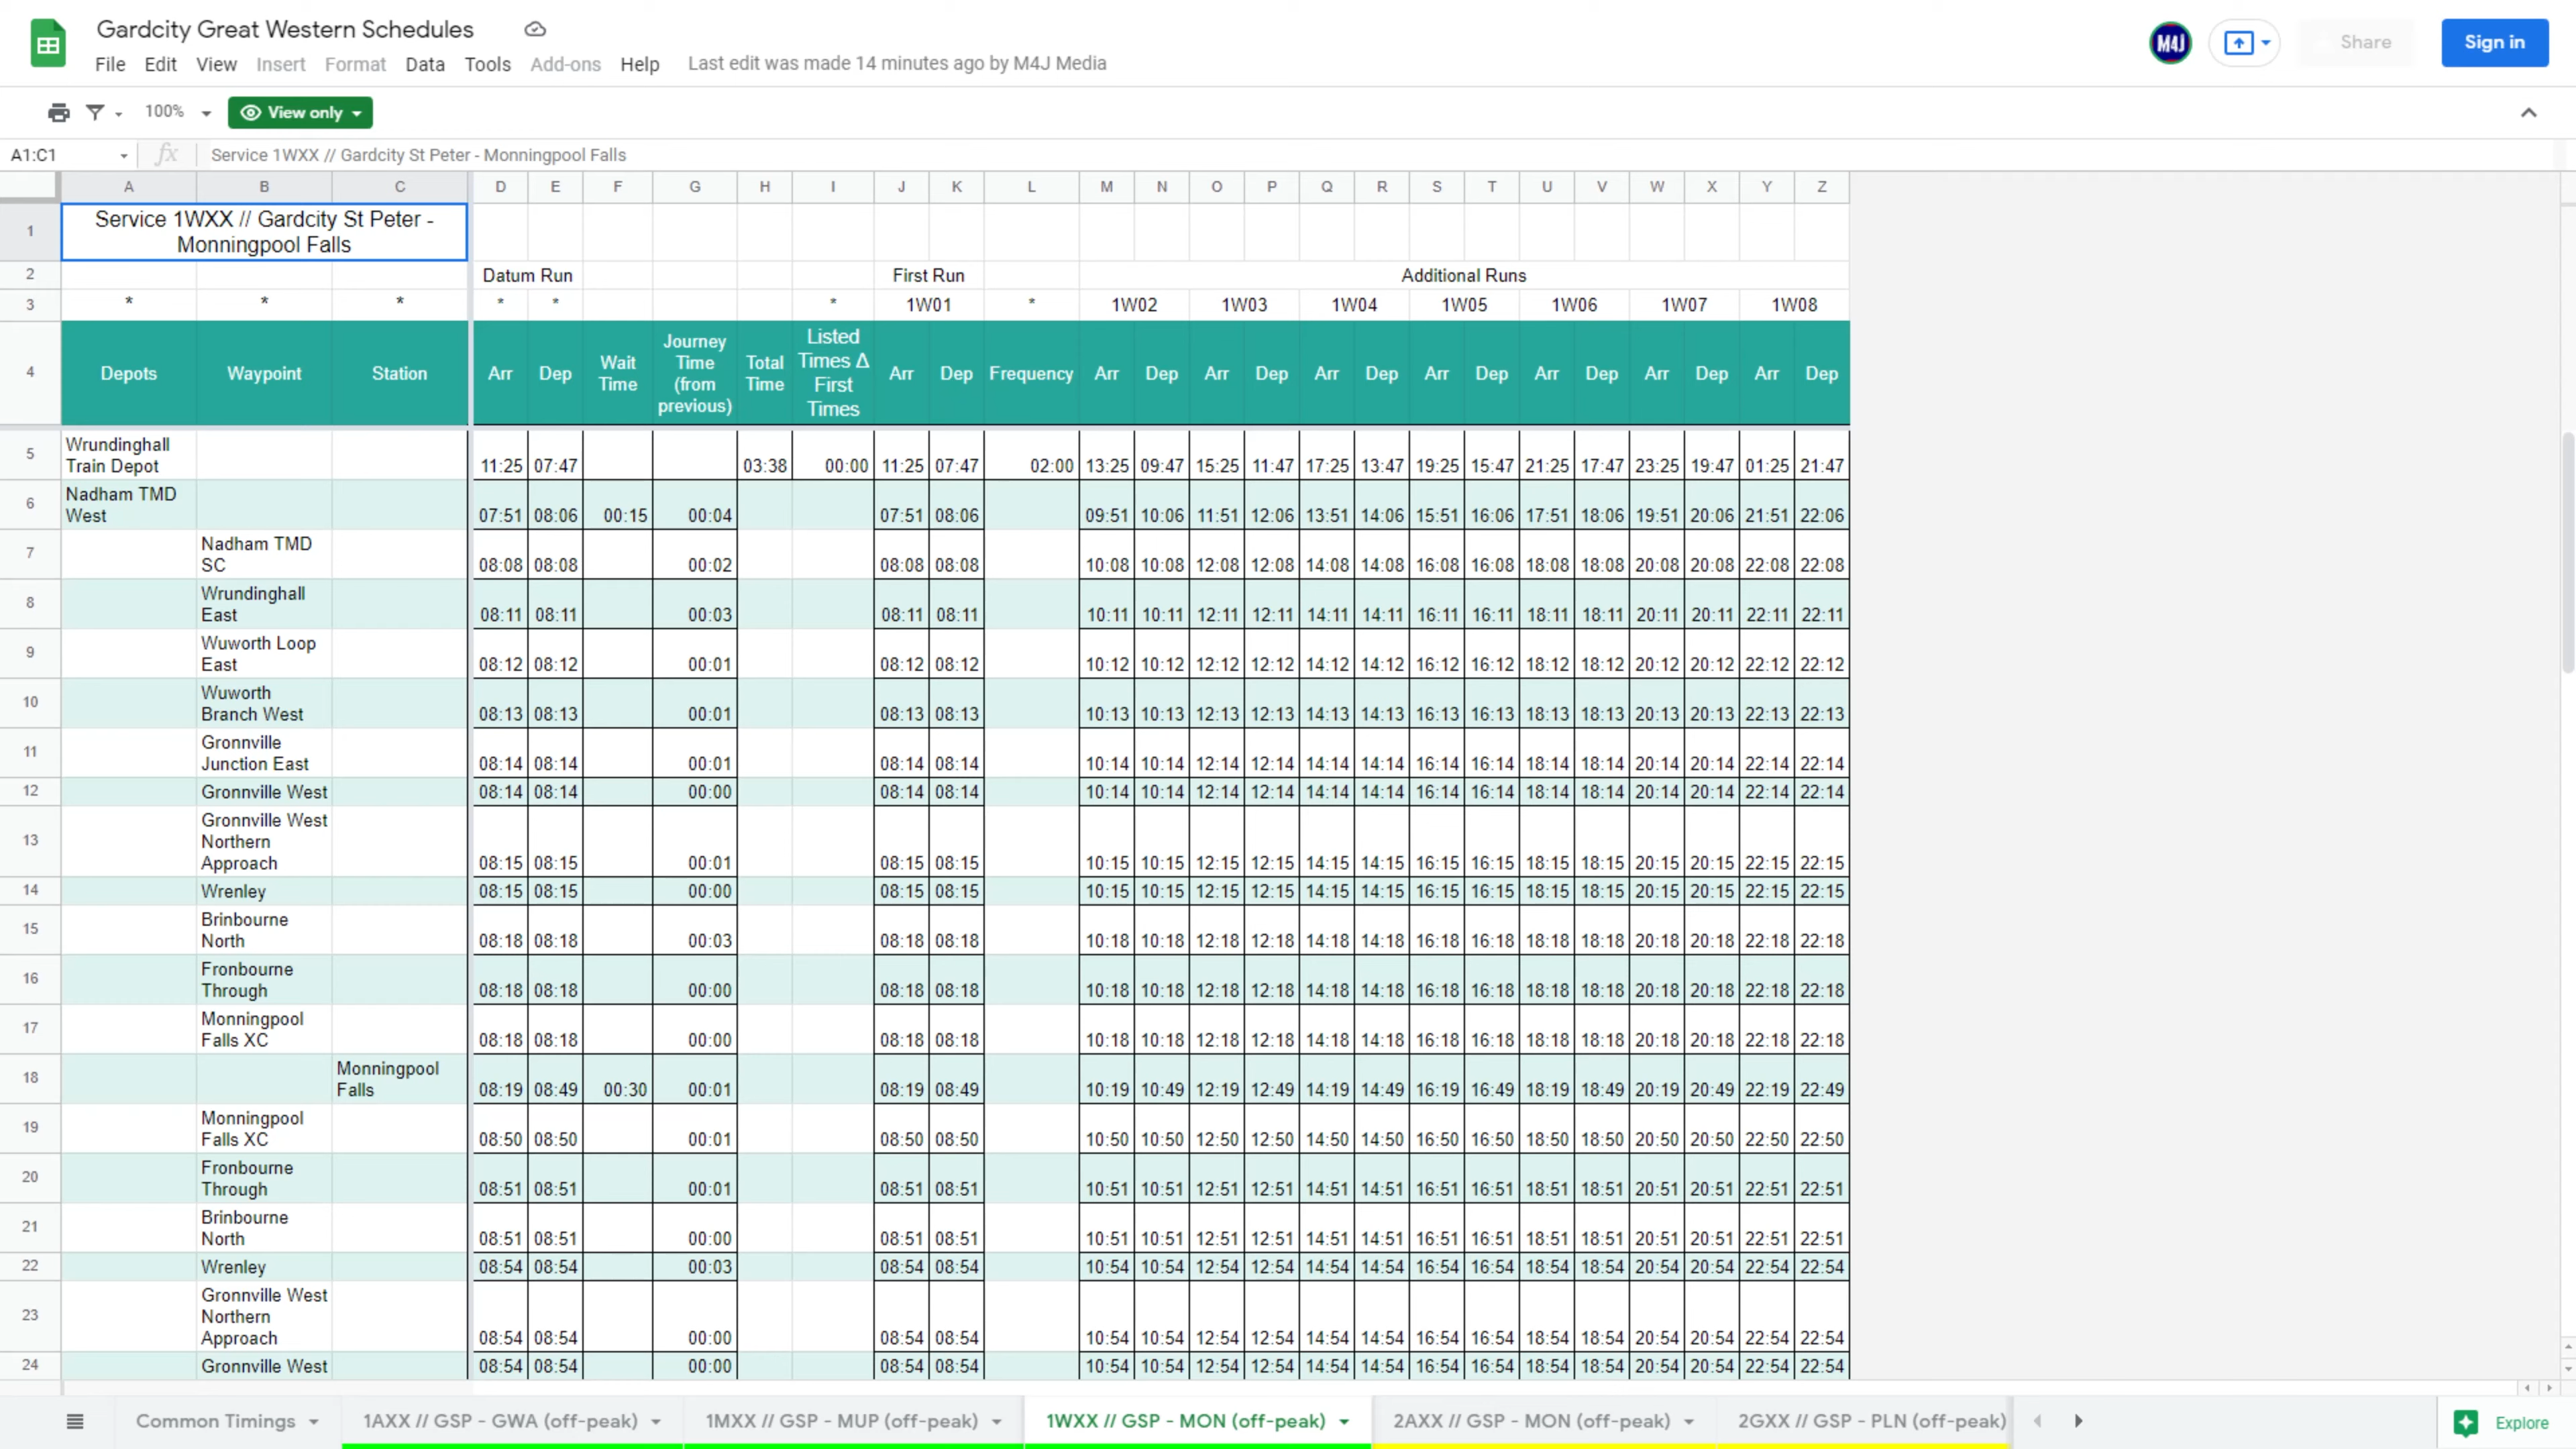 Gardcity Great Western Schedules
File Edit View Insert Format Data Tools Add-ons Help Last edit was made 14 minutes ago by M4J Media
M4J Share Sign in
100% View only
A1:C1 fx Service 1WXX // Gardcity St Peter - Monningpool Falls
A B C D E F G H I J K L M N O P Q R S T U V W X Y Z
1 Service 1WXX // Gardcity St Peter -
Monningpool Falls
2 Datum Run First Run Additional Runs
3 * * * * * * 1W01 * 1W02 1W03 1W04 1W05 1W06 1W07 1W08
4 Depots Waypoint Station Arr Dep Wait Time Journey Time (from previous) Total Time Listed Times Δ First Times Arr Dep Frequency Arr Dep Arr Dep Arr Dep Arr Dep Arr Dep Arr Dep Arr Dep
5 Wrundinghall Train Depot 11:25 07:47 03:38 00:00 11:25 07:47 02:00 13:25 09:47 15:25 11:47 17:25 13:47 19:25 15:47 21:25 17:47 23:25 19:47 01:25 21:47
6 Nadham TMD West 07:51 08:06 00:15 00:04 07:51 08:06 09:51 10:06 11:51 12:06 13:51 14:06 15:51 16:06 17:51 18:06 19:51 20:06 21:51 22:06
7 Nadham TMD SC 08:08 08:08 00:02 08:08 08:08 10:08 10:08 12:08 12:08 14:08 14:08 16:08 16:08 18:08 18:08 20:08 20:08 22:08 22:08
8 Wrundinghall East 08:11 08:11 00:03 08:11 08:11 10:11 10:11 12:11 12:11 14:11 14:11 16:11 16:11 18:11 18:11 20:11 20:11 22:11 22:11
9 Wuworth Loop East 08:12 08:12 00:01 08:12 08:12 10:12 10:12 12:12 12:12 14:12 14:12 16:12 16:12 18:12 18:12 20:12 20:12 22:12 22:12
10 Wuworth Branch West 08:13 08:13 00:01 08:13 08:13 10:13 10:13 12:13 12:13 14:13 14:13 16:13 16:13 18:13 18:13 20:13 20:13 22:13 22:13
11 Gronnville Junction East 08:14 08:14 00:01 08:14 08:14 10:14 10:14 12:14 12:14 14:14 14:14 16:14 16:14 18:14 18:14 20:14 20:14 22:14 22:14
12 Gronnville West 08:14 08:14 00:00 08:14 08:14 10:14 10:14 12:14 12:14 14:14 14:14 16:14 16:14 18:14 18:14 20:14 20:14 22:14 22:14
13 Gronnville West Northern Approach 08:15 08:15 00:01 08:15 08:15 10:15 10:15 12:15 12:15 14:15 14:15 16:15 16:15 18:15 18:15 20:15 20:15 22:15 22:15
14 Wrenley 08:15 08:15 00:00 08:15 08:15 10:15 10:15 12:15 12:15 14:15 14:15 16:15 16:15 18:15 18:15 20:15 20:15 22:15 22:15
15 Brinbourne North 08:18 08:18 00:03 08:18 08:18 10:18 10:18 12:18 12:18 14:18 14:18 16:18 16:18 18:18 18:18 20:18 20:18 22:18 22:18
16 Fronbourne Through 08:18 08:18 00:00 08:18 08:18 10:18 10:18 12:18 12:18 14:18 14:18 16:18 16:18 18:18 18:18 20:18 20:18 22:18 22:18
17 Monningpool Falls XC 08:18 08:18 00:00 08:18 08:18 10:18 10:18 12:18 12:18 14:18 14:18 16:18 16:18 18:18 18:18 20:18 20:18 22:18 22:18
18 Monningpool Falls 08:19 08:49 00:30 00:01 08:19 08:49 10:19 10:49 12:19 12:49 14:19 14:49 16:19 16:49 18:19 18:49 20:19 20:49 22:19 22:49
19 Monningpool Falls XC 08:50 08:50 00:01 08:50 08:50 10:50 10:50 12:50 12:50 14:50 14:50 16:50 16:50 18:50 18:50 20:50 20:50 22:50 22:50
20 Fronbourne Through 08:51 08:51 00:01 08:51 08:51 10:51 10:51 12:51 12:51 14:51 14:51 16:51 16:51 18:51 18:51 20:51 20:51 22:51 22:51
21 Brinbourne North 08:51 08:51 00:00 08:51 08:51 10:51 10:51 12:51 12:51 14:51 14:51 16:51 16:51 18:51 18:51 20:51 20:51 22:51 22:51
22 Wrenley 08:54 08:54 00:03 08:54 08:54 10:54 10:54 12:54 12:54 14:54 14:54 16:54 16:54 18:54 18:54 20:54 20:54 22:54 22:54
23 Gronnville West Northern Approach 08:54 08:54 00:00 08:54 08:54 10:54 10:54 12:54 12:54 14:54 14:54 16:54 16:54 18:54 18:54 20:54 20:54 22:54 22:54
24 Gronnville West 08:54 08:54 00:00 08:54 08:54 10:54 10:54 12:54 12:54 14:54 14:54 16:54 16:54 18:54 18:54 20:54 20:54 22:54 22:54
Common Timings 1AXX // GSP - GWA (off-peak) 1MXX // GSP - MUP (off-peak) 1WXX // GSP - MON (off-peak) 2AXX // GSP - MON (off-peak) 2GXX // GSP - PLN (off-peak) Explore